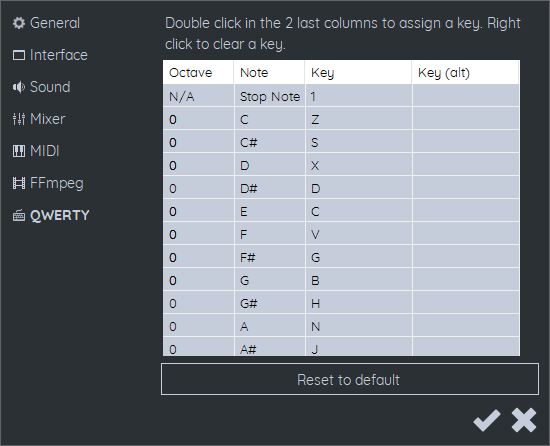 General
Interface
Sound
Mixer
MIDI
FFmpeg
QWERTY
Double click in the 2 last columns to assign a key. Right
click to clear a key.
Octave Note Key Key (alt)
N/A Stop Note 1
0 C Z
0 C# S
0 D X
0 D# D
0 E C
0 F V
0 F# G
0 G B
0 G# H
0 A N
0 A# J
Reset to default